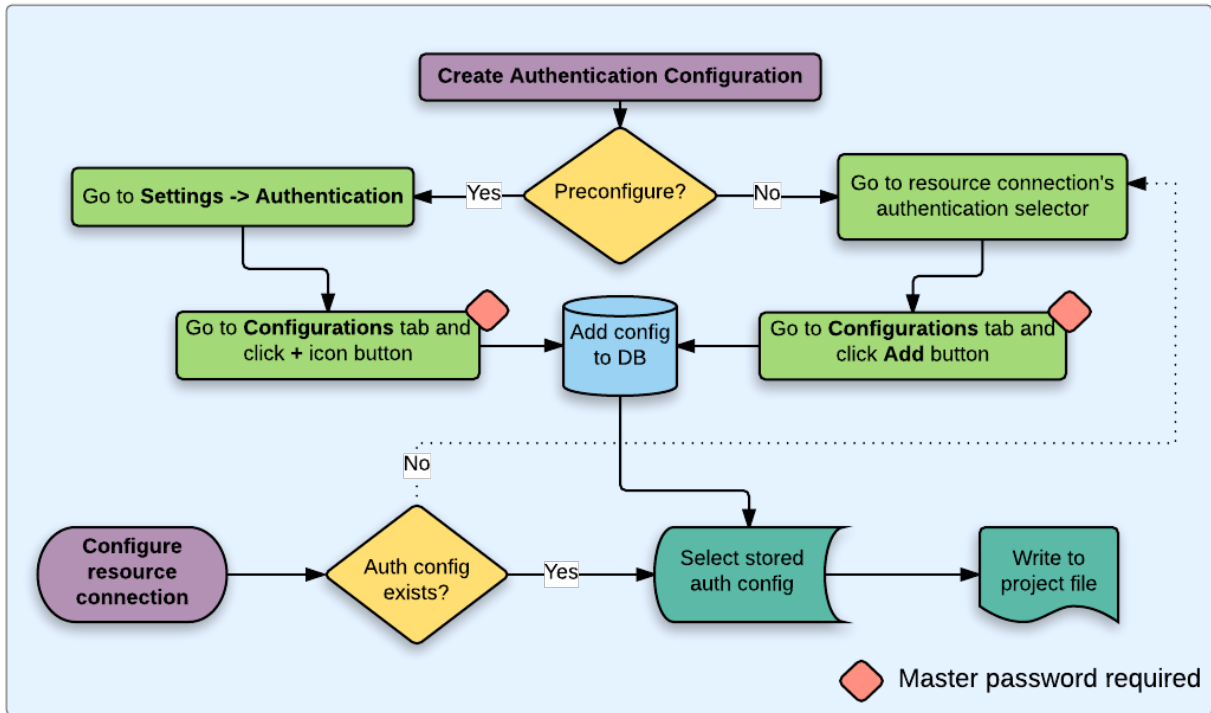 Create Authentication Configuration
Preconfigure?
Yes
No
Go to Settings -> Authentication
Go to resource connection's
authentication selector
Go to Configurations tab and
click + icon button
Add config
to DB
Go to Configurations tab and
click Add button
No
Configure
resource
connection
Auth config
exists?
Yes
Select stored
auth config
Write to
project file
Master password required